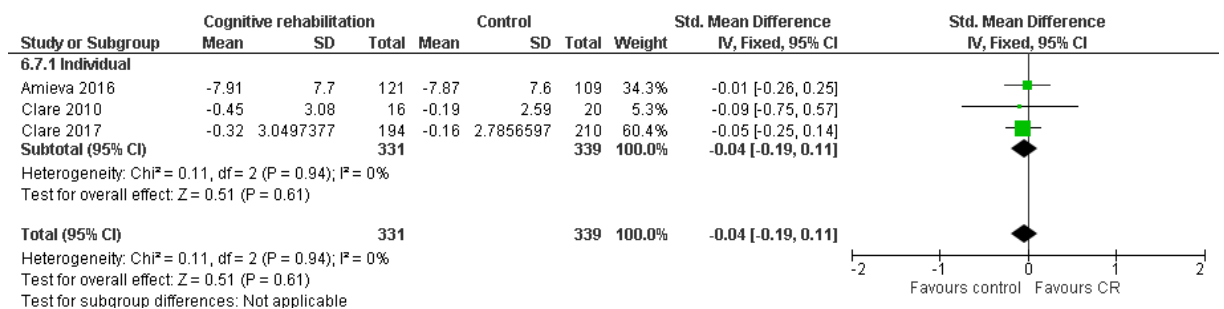 Cognitive rehabilitation Control Std. Mean Difference Std. Mean Difference
Study or Subgroup Mean SD Total Mean SD Total Weight IV, Fixed, 95% CI IV, Fixed, 95% CI
6.7.1 Individual
Amieva 2016 -7.91 7.7 121 -7.87 7.6 109 34.3% -0.01 [-0.26, 0.25]
Clare 2010 -0.45 3.08 16 -0.19 2.59 20 5.3% -0.09 [-0.75, 0.57]
Clare 2017 -0.32 3.0497377 194 -0.16 2.7856597 210 60.4% -0.05 [-0.25, 0.14]
Subtotal (95% CI) 331 339 100.0% -0.04 [-0.19, 0.11]
Heterogeneity: Chi² = 0.11, df = 2 (P = 0.94); I² = 0%
Test for overall effect: Z = 0.51 (P = 0.61)
Total (95% CI) 331 339 100.0% -0.04 [-0.19, 0.11]
Heterogeneity: Chi² = 0.11, df = 2 (P = 0.94); I² = 0%
Test for overall effect: Z = 0.51 (P = 0.61)
Test for subgroup differences: Not applicable
-2 -1 0 1 2
Favours control Favours CR